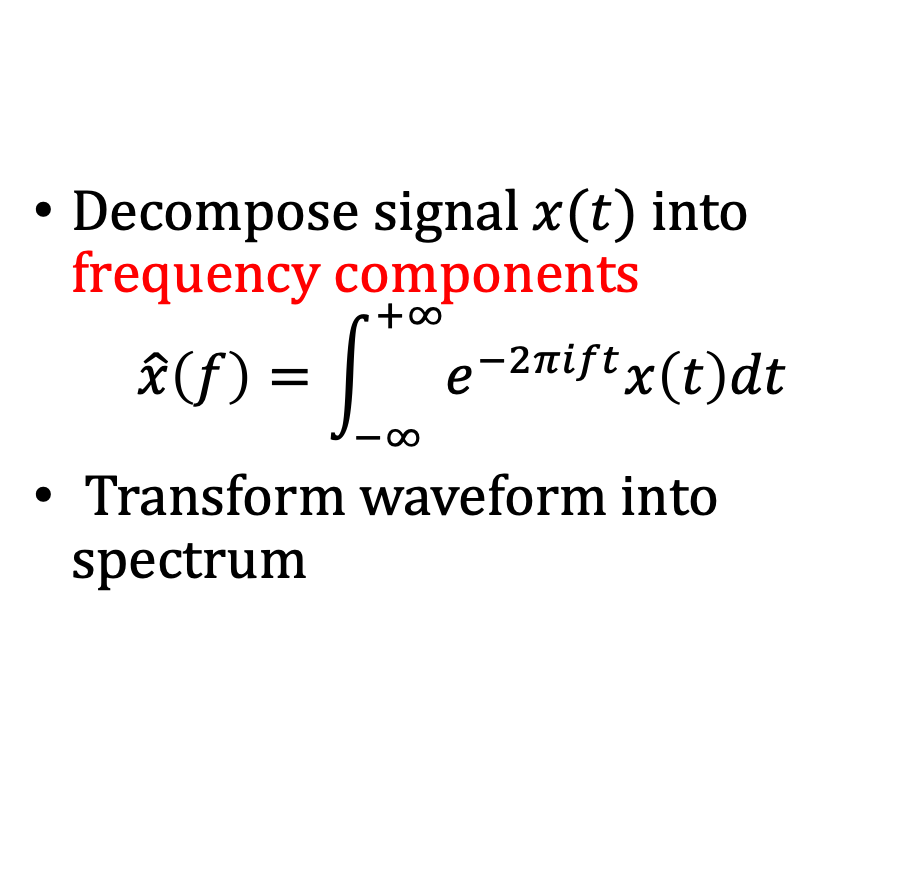 • Decompose signal x(t) into
frequency components
x̂(f) = ∫_{−∞}^{+∞} e^{−2πift} x(t)dt
• Transform waveform into
spectrum